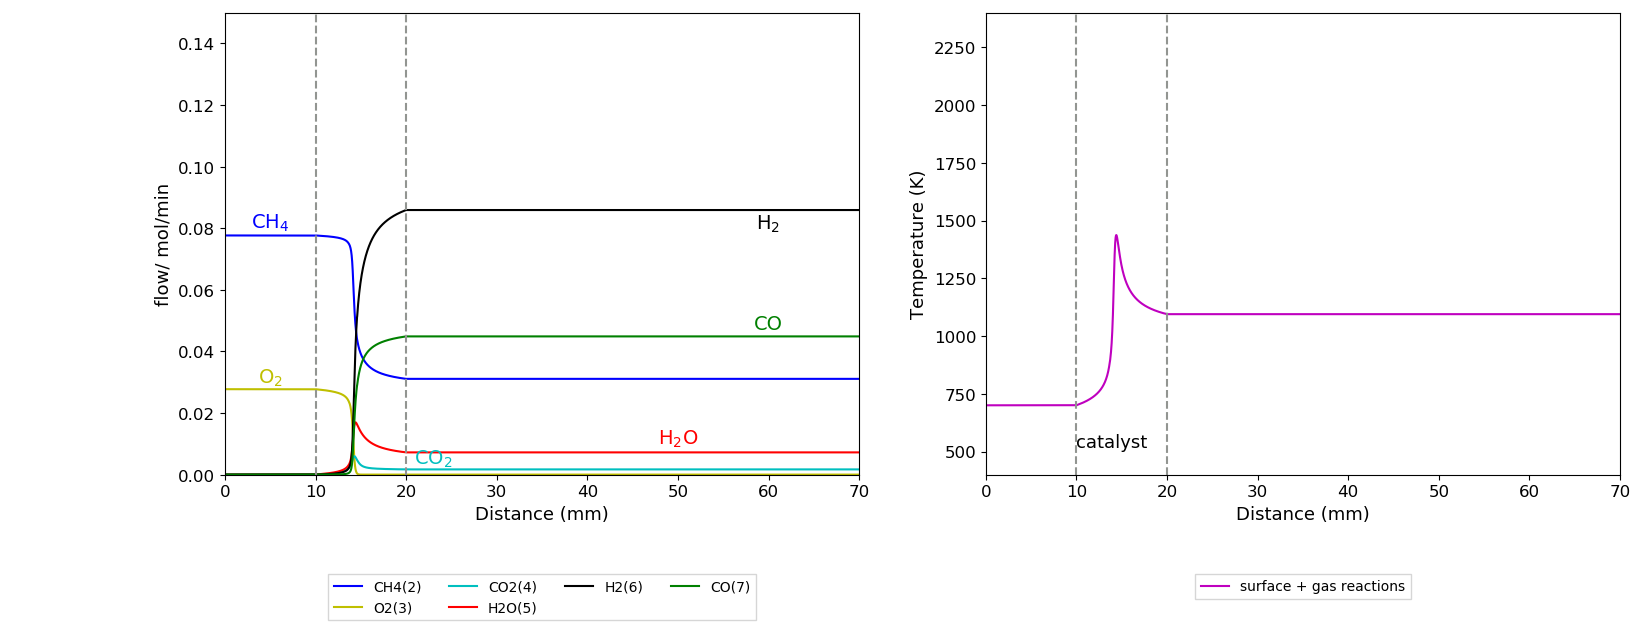 0.14
0.12
0.10
0.08
0.06
0.04
0.02
0.00
flow/ mol/min
CH4
O2
H2
CO
H2O
CO2
0 10 20 30 40 50 60 70
Distance (mm)
CH4(2) CO2(4) H2(6) CO(7)
O2(3) H2O(5)
2250
2000
1750
1500
1250
1000
750
500
Temperature (K)
catalyst
0 10 20 30 40 50 60 70
Distance (mm)
surface + gas reactions